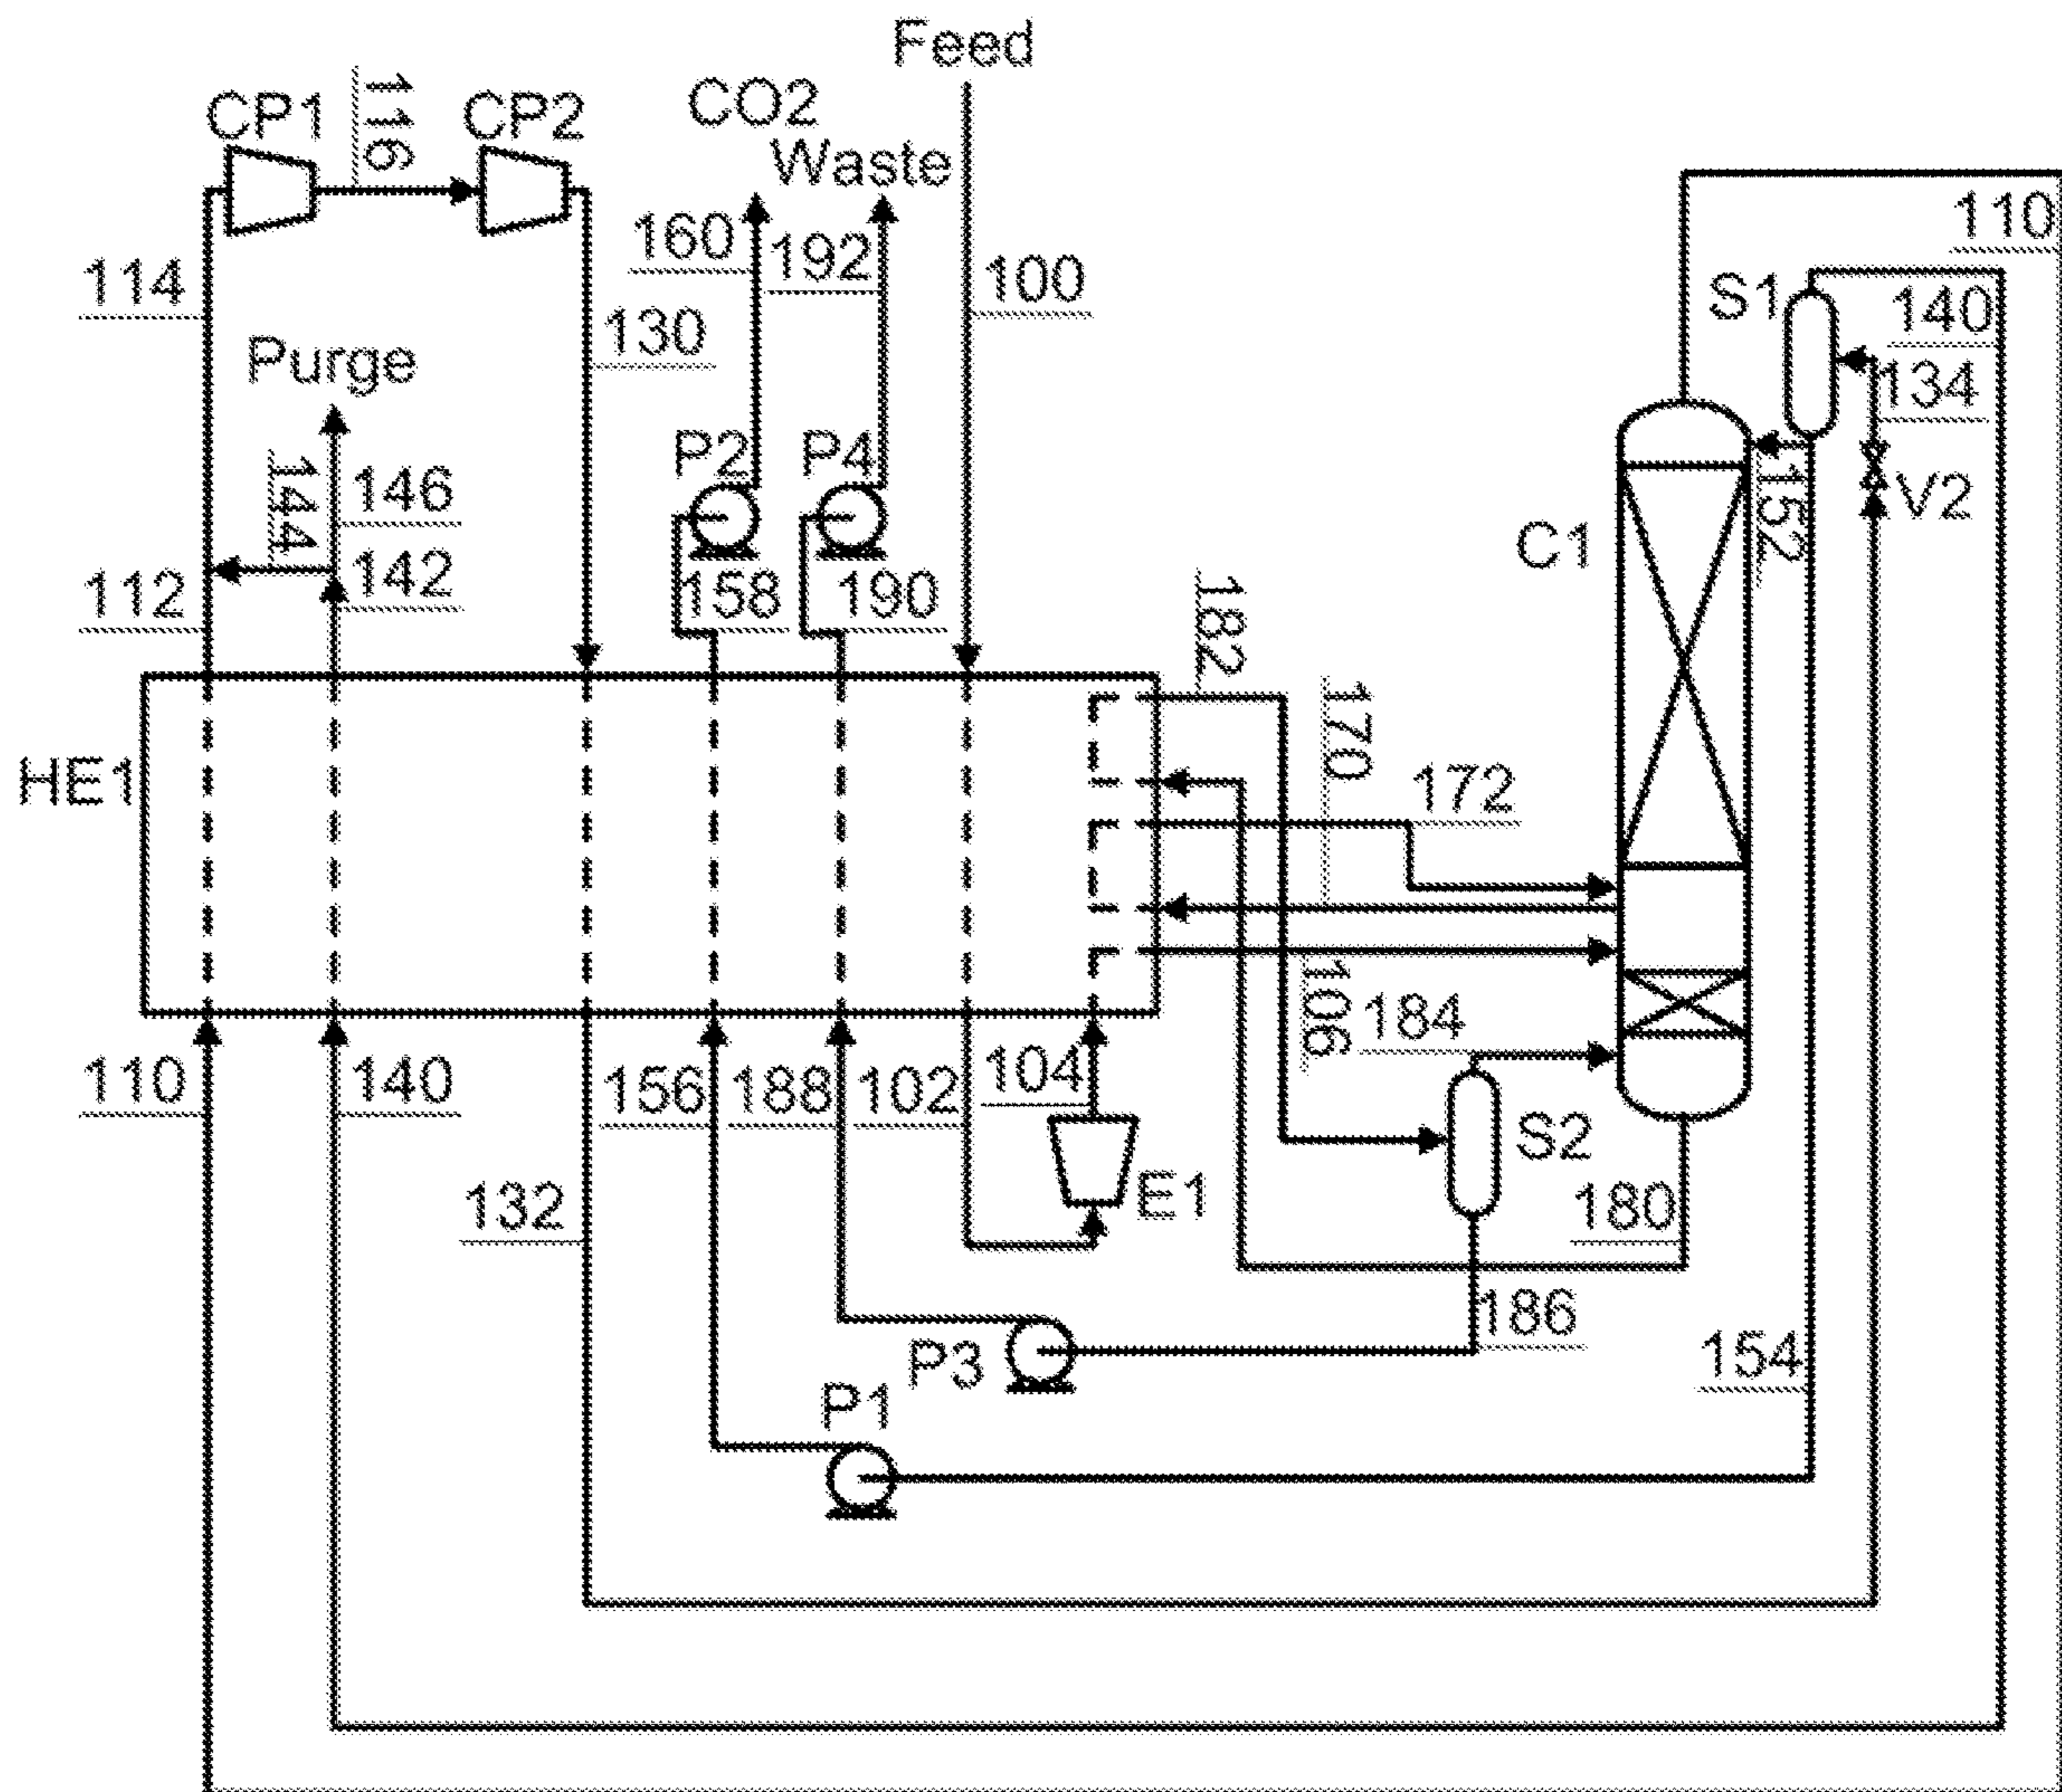 Feed
CO2
Waste
CP1
116
CP2
110
160
192
100
114
130
S1
140
134
Purge
P2
P4
144
146
142
112
158
190
182
C1
152
V2
HE1
170
172
106
184
110
140
156
188
102
104
S2
E1
132
180
186
P3
154
P1